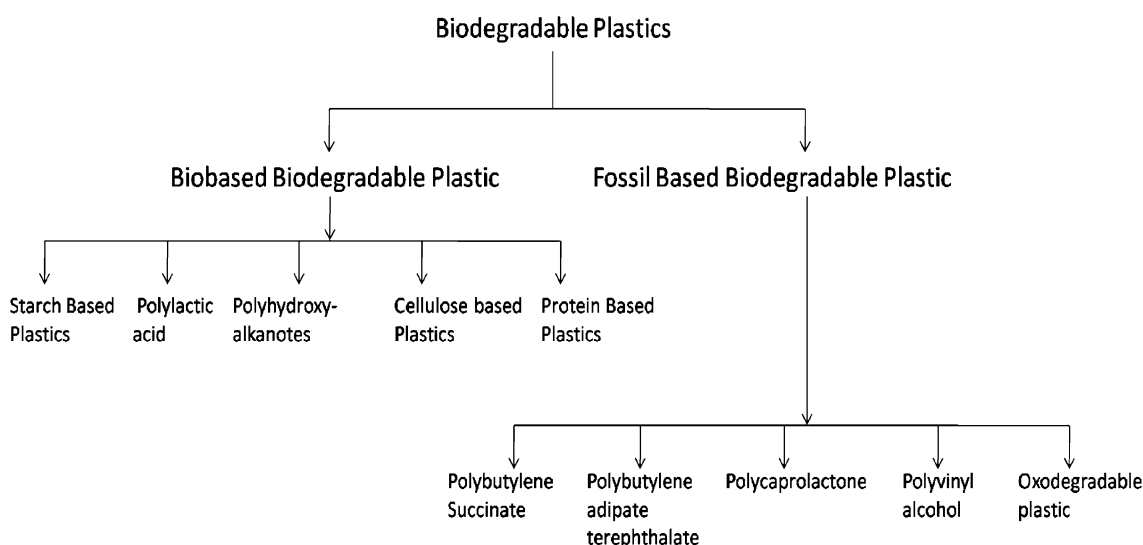 Biodegradable Plastics
Biobased Biodegradable Plastic
Fossil Based Biodegradable Plastic
Starch Based
Plastics
Polylactic
acid
Polyhydroxy-
alkanotes
Cellulose based
Plastics
Protein Based
Plastics
Polybutylene
Succinate
Polybutylene
adipate
terephthalate
Polycaprolactone
Polyvinyl
alcohol
Oxodegradable
plastic